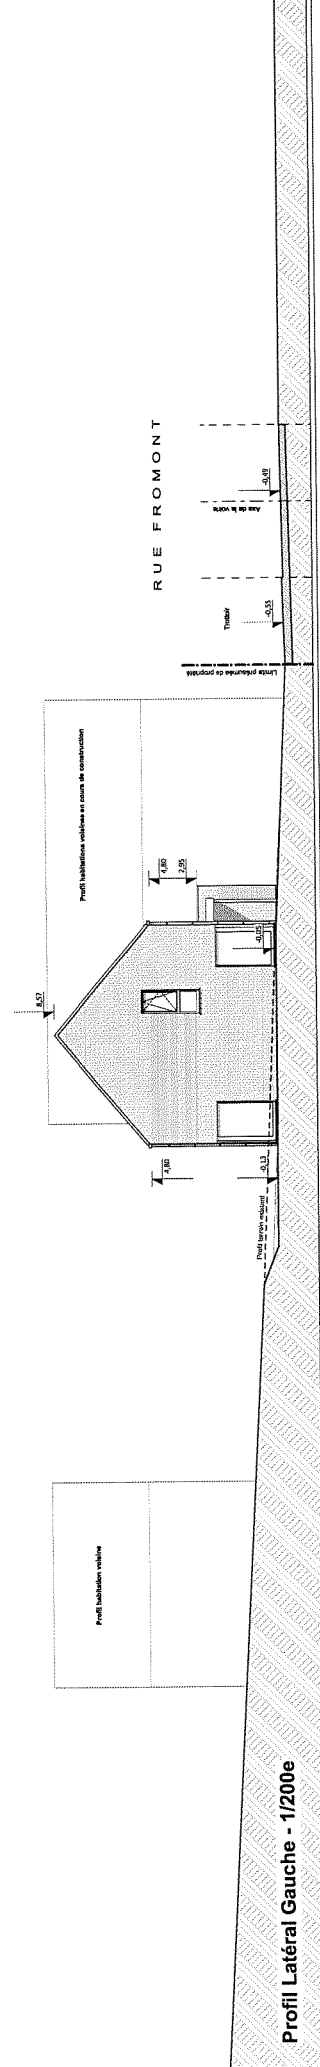 RUE FROMONT
-0,49
Axe de la voirie
Trottoir
-0,55
Limite présumée de propriété
Profil habitations voisines en cours de construction
4,80
2,95
8,57
-0,05
4,80
-0,13
Profil terrain existant
Profil habitation voisine
Profil Latéral Gauche - 1/200e